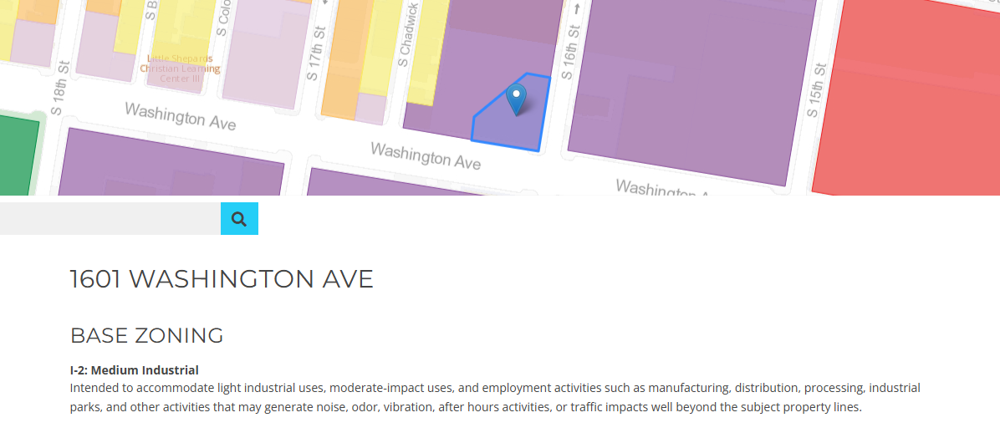 S B
S Colo
S 17th St
S Chadwick
S 16th St
S 15th St
S 18th St
Little Shepards
Christian Learning
Center III
Washington Ave
Washington Ave
Washington A
1601 WASHINGTON AVE
BASE ZONING
I-2: Medium Industrial
Intended to accommodate light industrial uses, moderate-impact uses, and employment activities such as manufacturing, distribution, processing, industrial
parks, and other activities that may generate noise, odor, vibration, after hours activities, or traffic impacts well beyond the subject property lines.